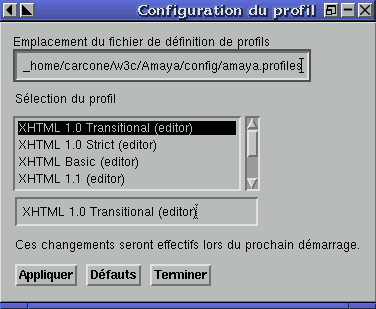 Configuration du profil
Emplacement du fichier de définition de profils
_home/carcone/w3c/Amaya/config/amaya.profiles
Sélection du profil
XHTML 1.0 Transitional (editor)
XHTML 1.0 Strict (editor)
XHTML Basic (editor)
XHTML 1.1 (editor)
XHTML 1.0 Transitional (editor)
Ces changements seront effectifs lors du prochain démarrage.
Appliquer Défauts Terminer